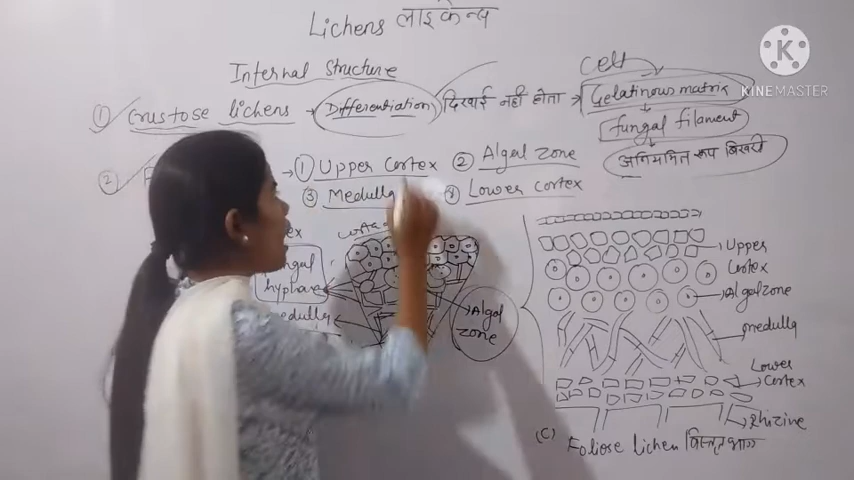 Lichens लाइकेन्स
KINEMASTER
Internal Structure
① Crustose lichens → Differentiation दिखाई नहीं होता →
Cell
Gelatinous matrix
fungal filament
अनियमित रूप बिखरी
②
→ ① Upper Cortex ② Algal Zone
③ Medulla ④ Lower Cortex
hyphae
medulla
Algal
Zone
Upper
Cortex
Algal zone
medulla
Lower
Cortex
Rhizine
(C) Foliose lichen विस्तृत भाग